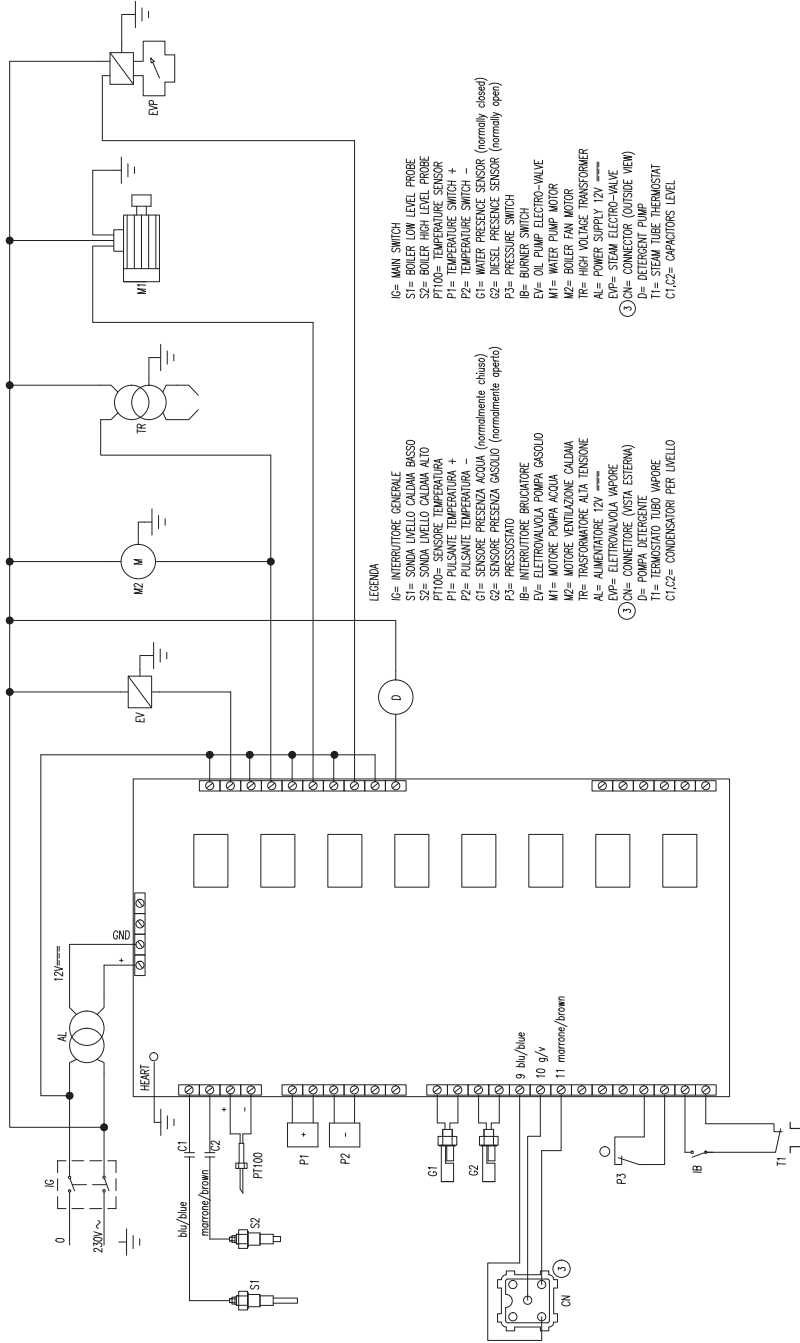 IG
0
230V ~
AL
12V
GND
+
HEART
C1
blu/blue
C2
marrone/brown
S1
S2
+
-
PT100
P1
+
P2
-
G1
G2
9 blu/blue
10 g/v
11 marrone/brown
CN
3
P3
IB
T1
EV
M2
M
TR
M1
EVP
D
LEGENDA
IG= INTERRUTTORE GENERALE
S1= SONDA LIVELLO CALDAIA BASSO
S2= SONDA LIVELLO CALDAIA ALTO
PT100= SENSORE TEMPERATURA
P1= PULSANTE TEMPERATURA +
P2= PULSANTE TEMPERATURA -
G1= SENSORE PRESENZA ACQUA (normalmente chiuso)
G2= SENSORE PRESENZA GASOLIO (normalmente aperto)
P3= PRESSOSTATO
IB= INTERRUTTORE BRUCIATORE
EV= ELETTROVALVOLA POMPA GASOLIO
M1= MOTORE POMPA ACQUA
M2= MOTORE VENTILAZIONE CALDAIA
TR= TRASFORMATORE ALTA TENSIONE
AL= ALIMENTATORE 12V
EVP= ELETTROVALVOLA VAPORE
3 CN= CONNETTORE (VISTA ESTERNA)
D= POMPA DETERGENTE
T1= TERMOSTATO TUBO VAPORE
C1,C2= CONDENSATORI PER LIVELLO
IG= MAIN SWITCH
S1= BOILER LOW LEVEL PROBE
S2= BOILER HIGH LEVEL PROBE
PT100= TEMPERATURE SENSOR
P1= TEMPERATURE SWITCH +
P2= TEMPERATURE SWITCH -
G1= WATER PRESENCE SENSOR (normally closed)
G2= DIESEL PRESENCE SENSOR (normally open)
P3= PRESSURE SWITCH
IB= BURNER SWITCH
EV= OIL PUMP ELECTRO-VALVE
M1= WATER PUMP MOTOR
M2= BOILER FAN MOTOR
TR= HIGH VOLTAGE TRANSFORMER
AL= POWER SUPPLY 12V
EVP= STEAM ELECTRO-VALVE
3 CN= CONNECTOR (OUTSIDE VIEW)
D= DETERGENT PUMP
T1= STEAM TUBE THERMOSTAT
C1,C2= CAPACITORS LEVEL